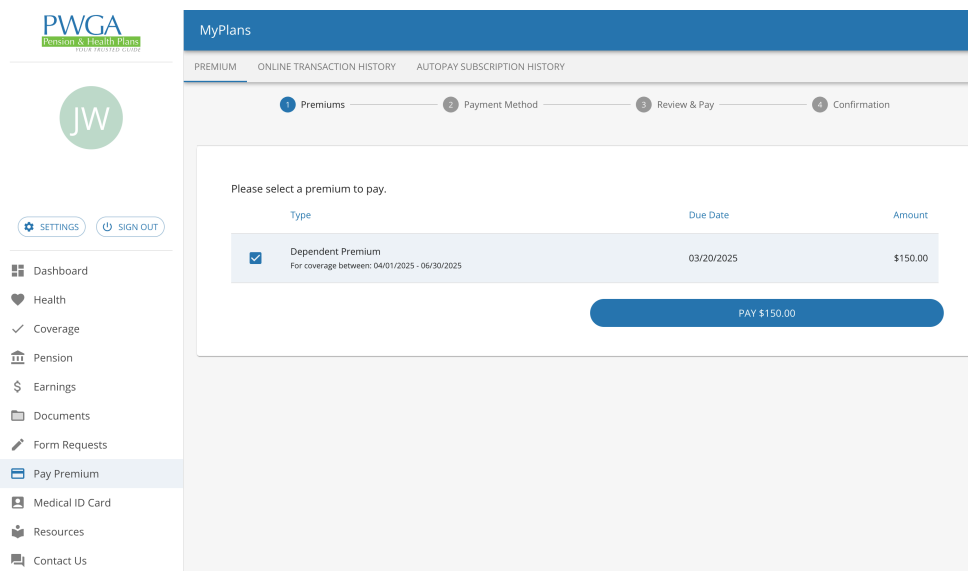 PWGA
Pension & Health Plans
YOUR TRUSTED GUIDE
JW
SETTINGS
SIGN OUT
Dashboard
Health
Coverage
Pension
Earnings
Documents
Form Requests
Pay Premium
Medical ID Card
Resources
Contact Us
MyPlans
PREMIUM ONLINE TRANSACTION HISTORY AUTOPAY SUBSCRIPTION HISTORY
1 Premiums 2 Payment Method 3 Review & Pay 4 Confirmation
Please select a premium to pay.
Type Due Date Amount
Dependent Premium
For coverage between: 04/01/2025 - 06/30/2025
03/20/2025 $150.00
PAY $150.00